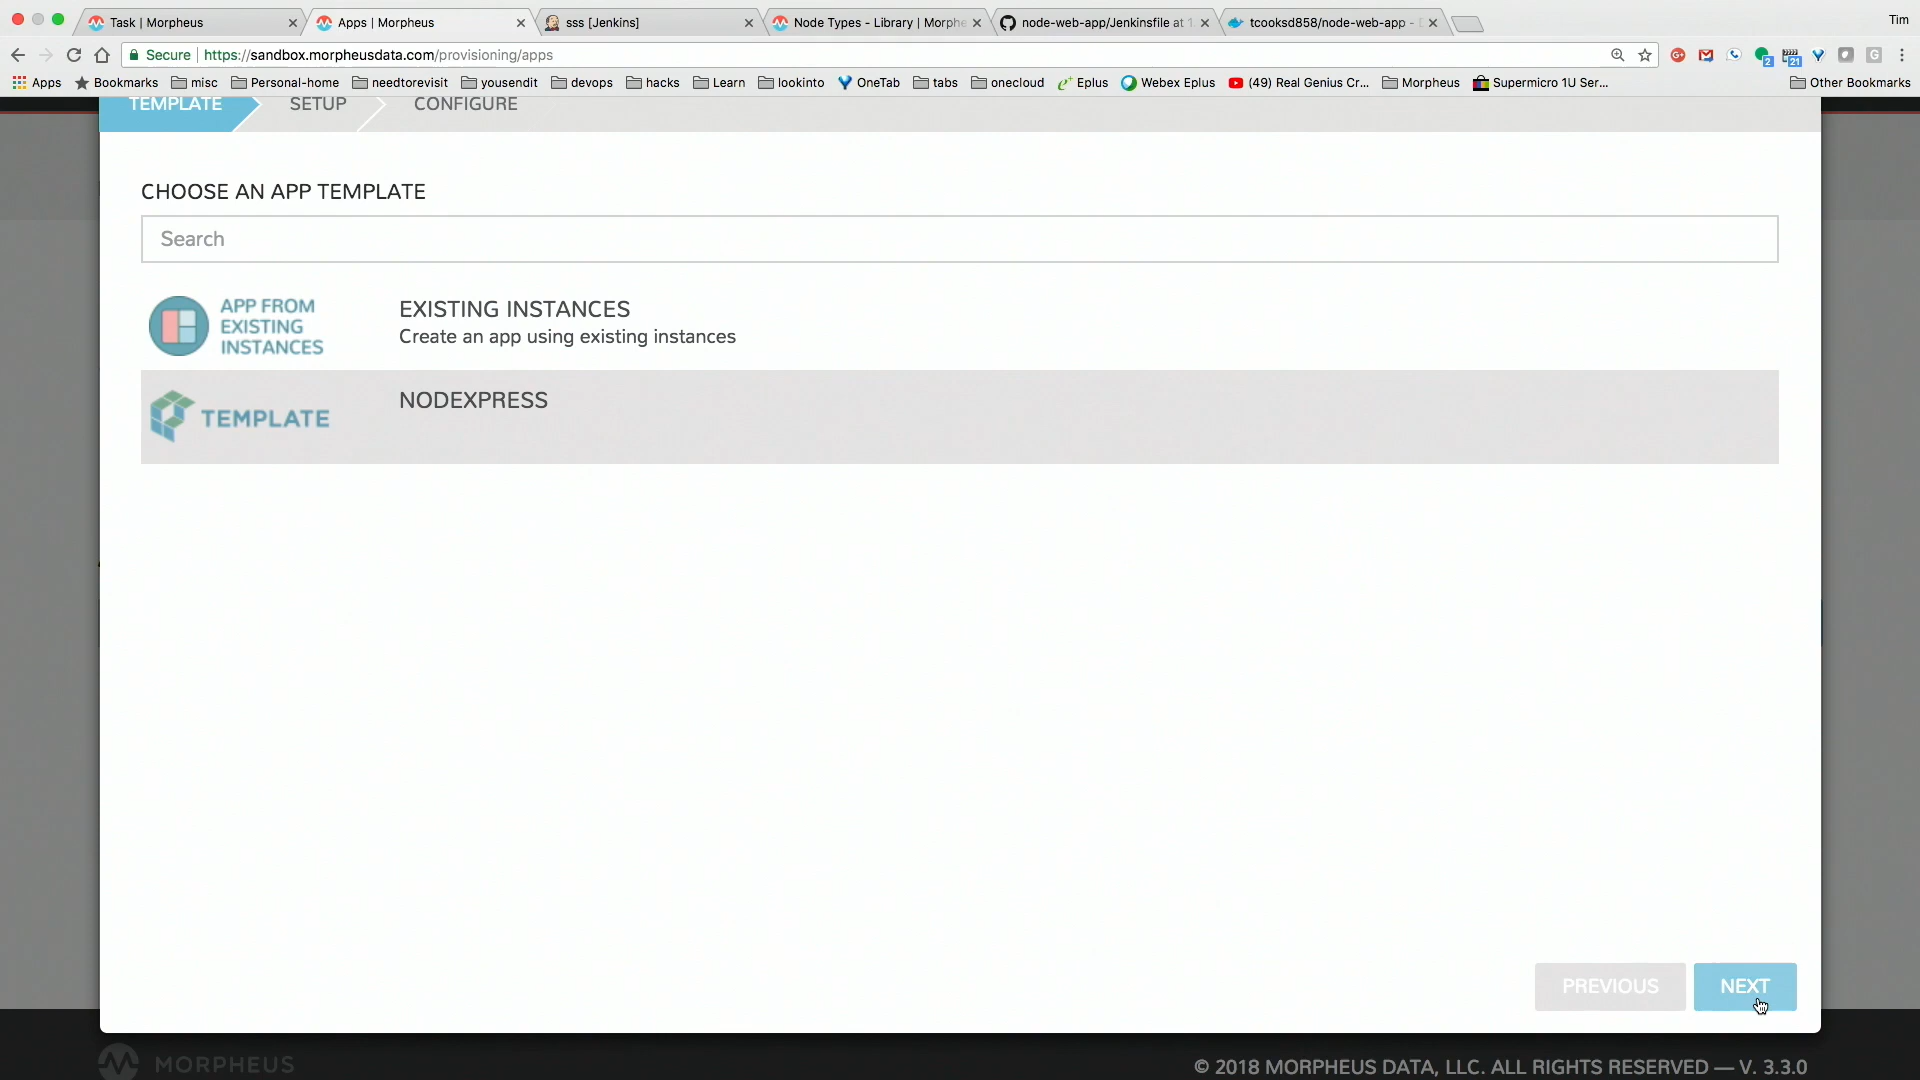 Task | Morpheus
Apps | Morpheus
sss [Jenkins]
Node Types - Library | Morphe
node-web-app/Jenkinsfile at 1
tcooksd858/node-web-app -
Tim
Secure
https://sandbox.morpheusdata.com/provisioning/apps
2
21
G
Apps
Bookmarks
misc
Personal-home
needtorevisit
yousendit
devops
hacks
Learn
lookinto
OneTab
tabs
onecloud
Eplus
Webex Eplus
(49) Real Genius Cr...
Morpheus
Supermicro 1U Ser...
Other Bookmarks
TEMPLATE
SETUP
CONFIGURE
CHOOSE AN APP TEMPLATE
Search
APP FROM
EXISTING
INSTANCES
EXISTING INSTANCES
Create an app using existing instances
TEMPLATE
NODEXPRESS
PREVIOUS
NEXT
MORPHEUS
© 2018 MORPHEUS DATA, LLC. ALL RIGHTS RESERVED — V. 3.3.0